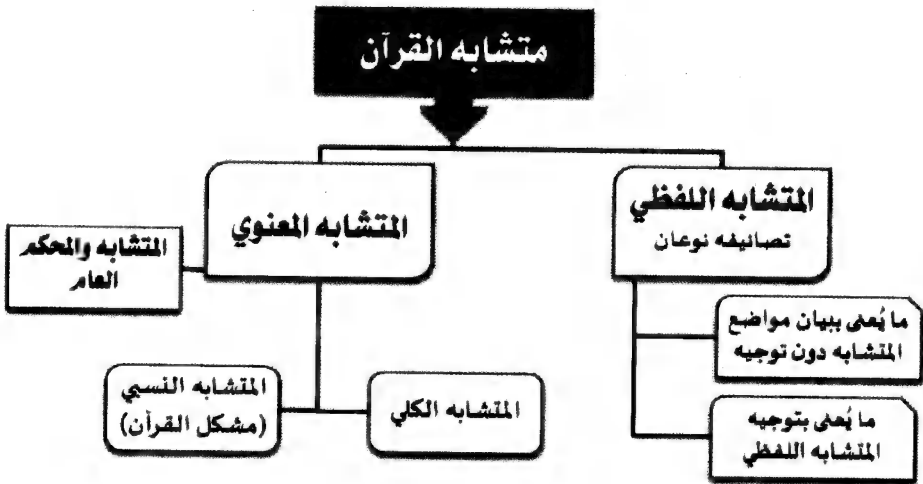 متشابه القرآن
المتشابه اللفظي
تصانيفه نوعان
ما يُعنى ببيان مواضع
المتشابه دون توجيه
ما يُعنى بتوجيه
المتشابه اللفظي
المتشابه المعنوي
المتشابه والمحكم
العام
المتشابه الكلي
المتشابه النسبي
(مشكل القرآن)